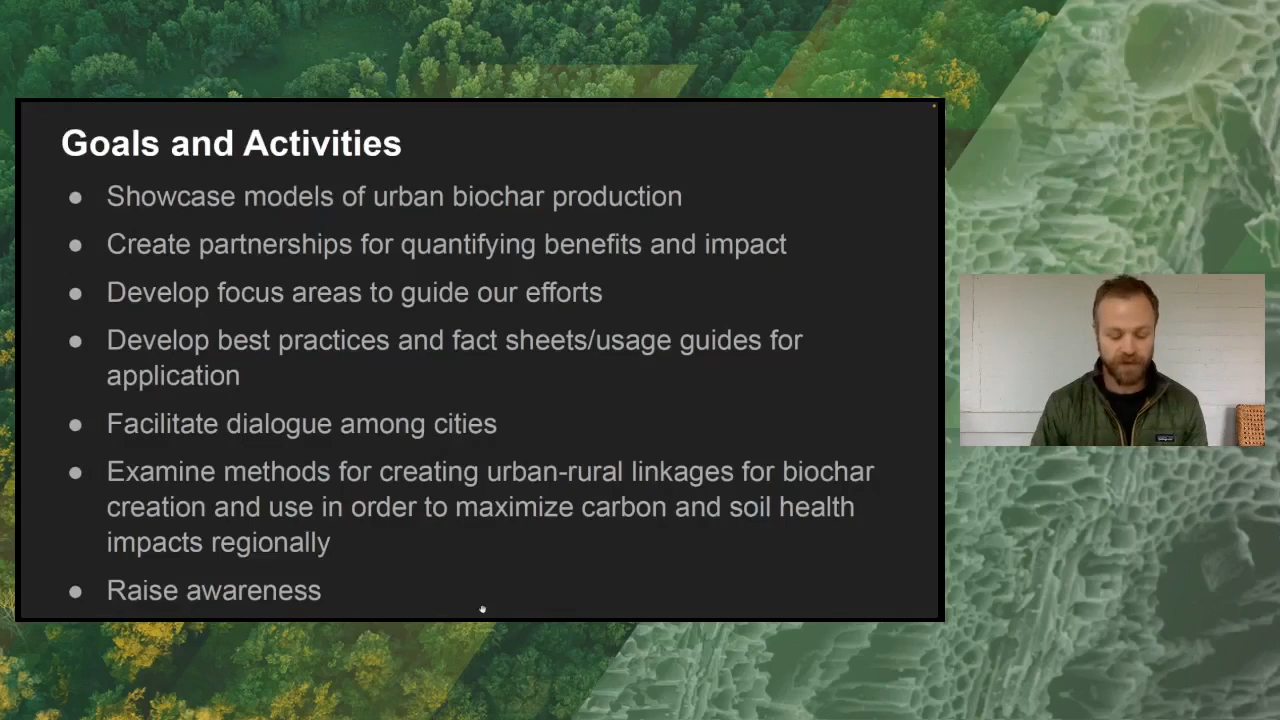 Goals and Activities
● Showcase models of urban biochar production
● Create partnerships for quantifying benefits and impact
● Develop focus areas to guide our efforts
● Develop best practices and fact sheets/usage guides for
application
● Facilitate dialogue among cities
● Examine methods for creating urban-rural linkages for biochar
creation and use in order to maximize carbon and soil health
impacts regionally
● Raise awareness